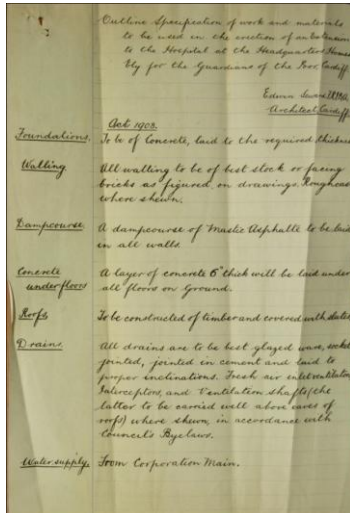 Outline Specification of work and materials
to be used in the erection of an Extension
to the Hospital at the Headquarters Homes
Ely for the Guardians of the Poor, Cardiff
Edwin Seward
Architect, Cardiff
Oct 1903.
Foundations. To be of Concrete, laid to the required thickness
Walling All walling to be of best stock or facing
bricks as figured, on drawings. Roughcast
where shewn.
Dampcourse A dampcourse of Mastic Asphalte to be laid
in all walls
Concrete A layer of concrete 6" thick will be laid under
under floors all floors on Ground.
Roofs To be constructed of timber and covered with slates
Drains. All drains are to be best glazed ware, socket
jointed, jointed in cement and laid to
proper inclinations. Fresh air inlet ventilation
Interceptors, and Ventilation shafts (the
latter to be carried well above eaves of
roofs) where shewn, in accordance with
Council's Byelaws.
Water supply. From Corporation Main.